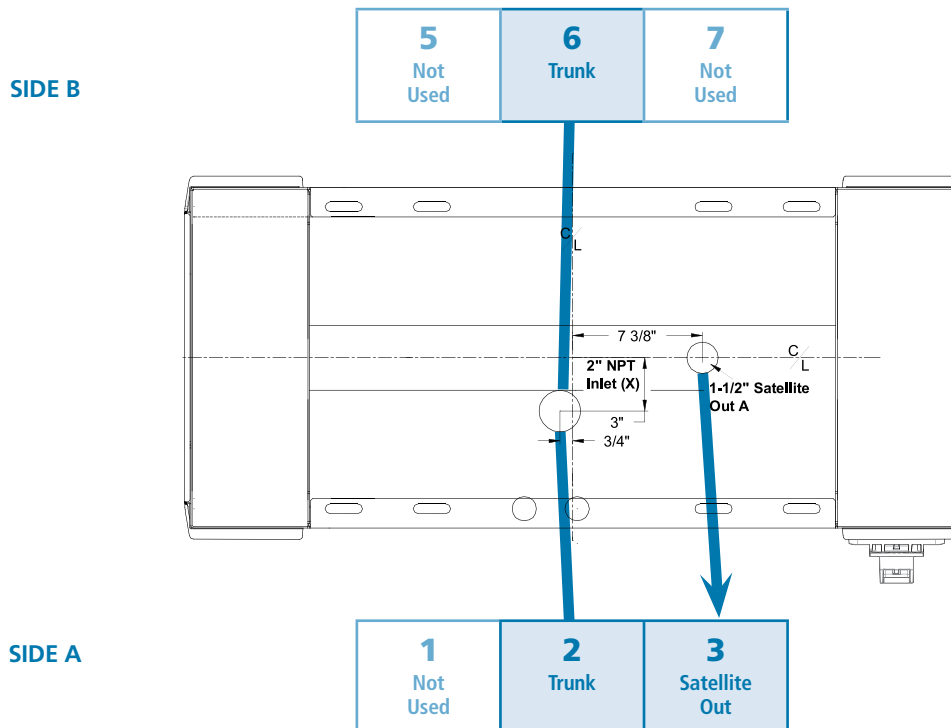 5
Not
Used
6
Trunk
7
Not
Used
SIDE B
C/L
7 3/8"
C/L
2" NPT
Inlet (X)
1-1/2" Satellite
Out A
3"
3/4"
SIDE A
1
Not
Used
2
Trunk
3
Satellite
Out